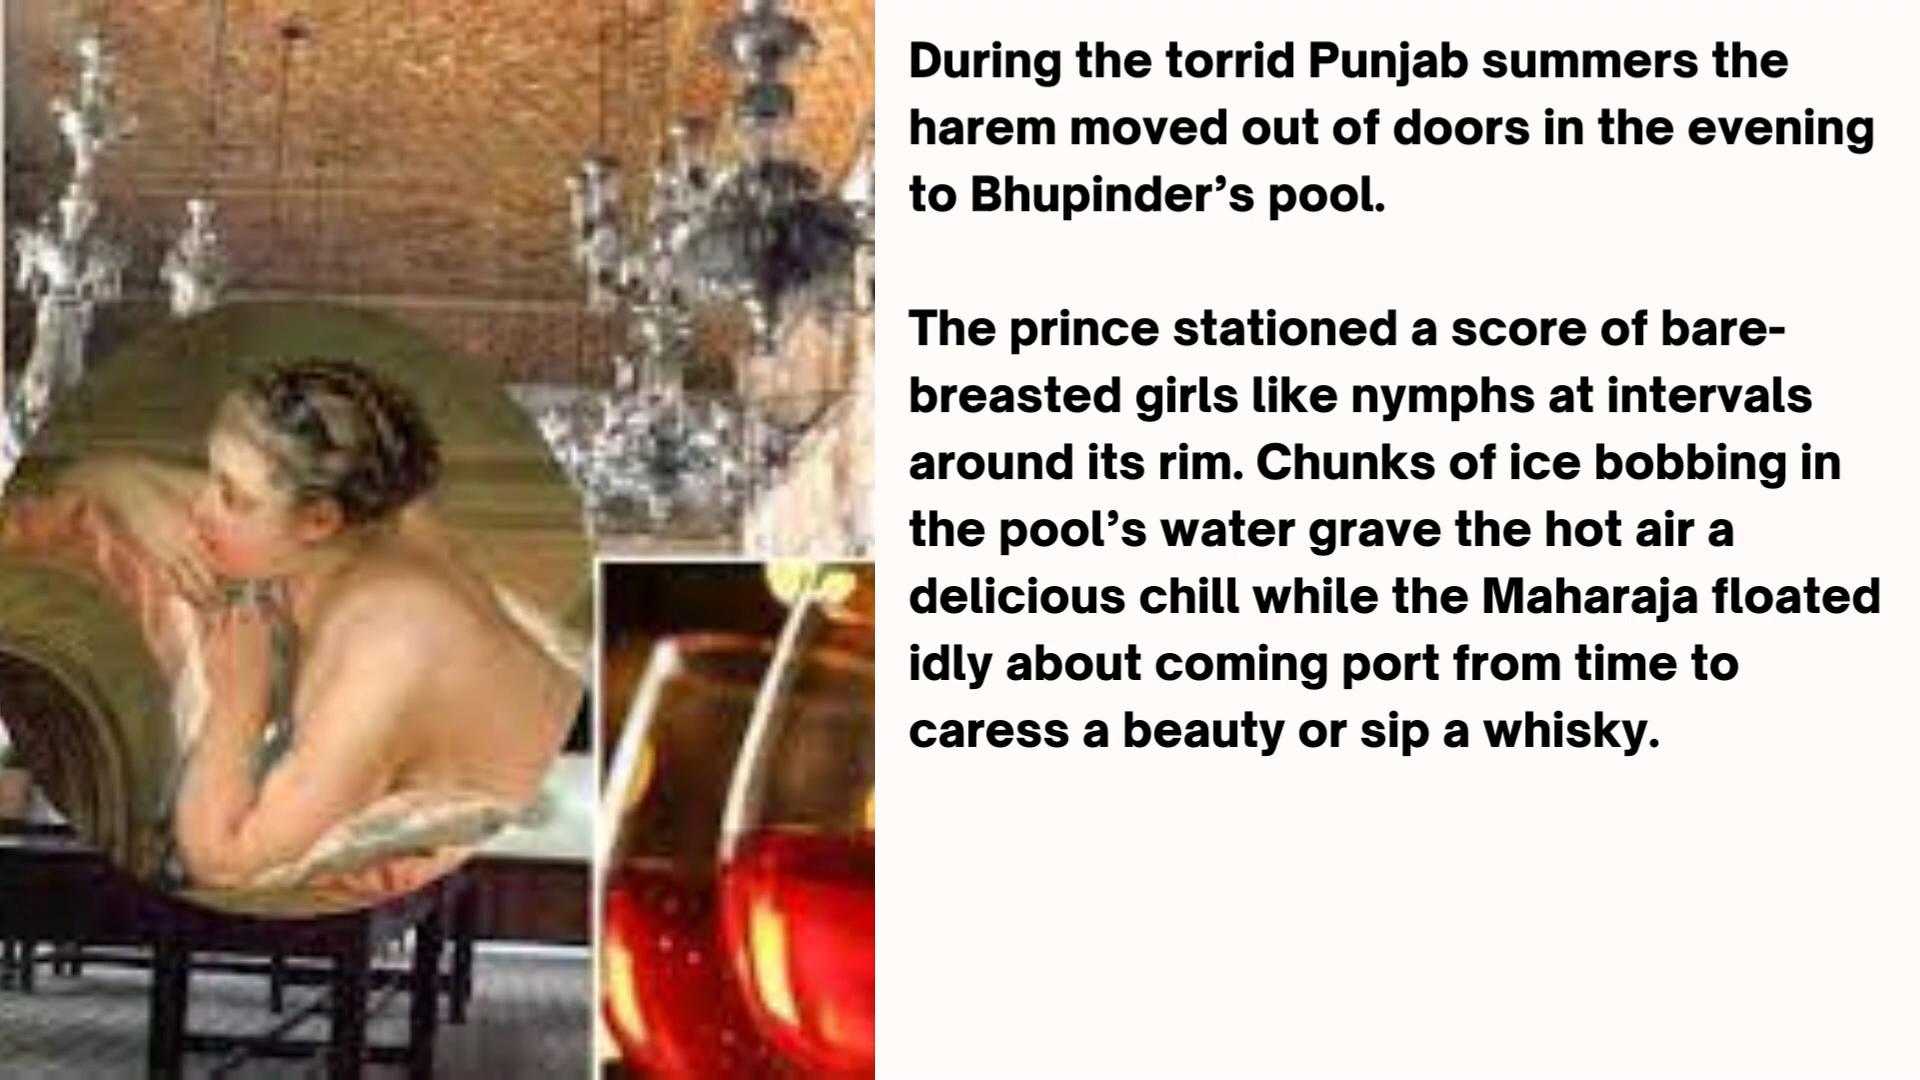 During the torrid Punjab summers the
harem moved out of doors in the evening
to Bhupinder’s pool.
The prince stationed a score of bare-
breasted girls like nymphs at intervals
around its rim. Chunks of ice bobbing in
the pool’s water grave the hot air a
delicious chill while the Maharaja floated
idly about coming port from time to
caress a beauty or sip a whisky.